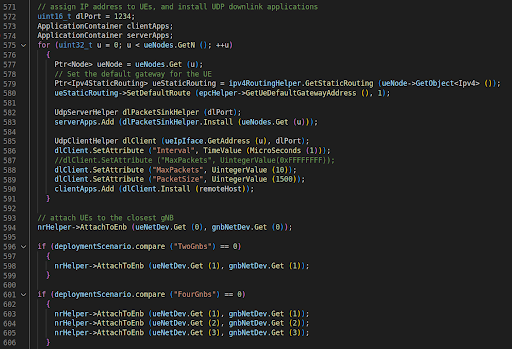 571 // assign IP address to UEs, and install UDP downlink applications
572 uint16_t dlPort = 1234;
573 ApplicationContainer clientApps;
574 ApplicationContainer serverApps;
575 for (uint32_t u = 0; u < ueNodes.GetN (); ++u)
576 {
577 Ptr<Node> ueNode = ueNodes.Get (u);
578 // Set the default gateway for the UE
579 Ptr<Ipv4StaticRouting> ueStaticRouting = ipv4RoutingHelper.GetStaticRouting (ueNode->GetObject<Ipv4> ());
580 ueStaticRouting->SetDefaultRoute (epcHelper->GetUeDefaultGatewayAddress (), 1);
581
582 UdpServerHelper dlPacketSinkHelper (dlPort);
583 serverApps.Add (dlPacketSinkHelper.Install (ueNodes.Get (u)));
584
585 UdpClientHelper dlClient (ueIpIface.GetAddress (u), dlPort);
586 dlClient.SetAttribute ("Interval", TimeValue (MicroSeconds (1)));
587 //dlClient.SetAttribute ("MaxPackets", UintegerValue(0xFFFFFFFF));
588 dlClient.SetAttribute ("MaxPackets", UintegerValue (10));
589 dlClient.SetAttribute ("PacketSize", UintegerValue (1500));
590 clientApps.Add (dlClient.Install (remoteHost));
591 }
592
593 // attach UEs to the closest gNB
594 nrHelper->AttachToEnb (ueNetDev.Get (0), gnbNetDev.Get (0));
595
596 if (deploymentScenario.compare ("TwoGnbs") == 0)
597 {
598 nrHelper->AttachToEnb (ueNetDev.Get (1), gnbNetDev.Get (1));
599 }
600
601 if (deploymentScenario.compare ("FourGnbs") == 0)
602 {
603 nrHelper->AttachToEnb (ueNetDev.Get (1), gnbNetDev.Get (1));
604 nrHelper->AttachToEnb (ueNetDev.Get (2), gnbNetDev.Get (2));
605 nrHelper->AttachToEnb (ueNetDev.Get (3), gnbNetDev.Get (3));
606 }